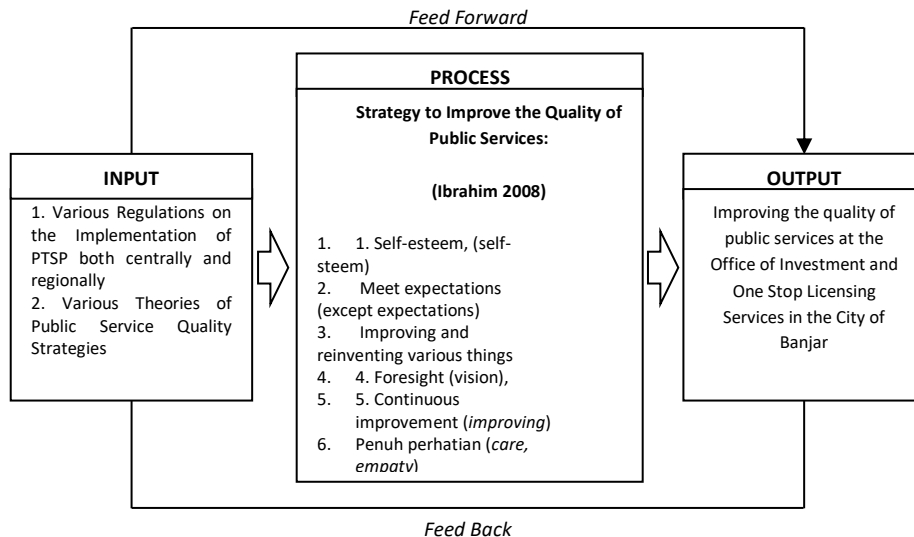 Feed Forward
PROCESS
Strategy to Improve the Quality of
Public Services:
(Ibrahim 2008)
1. 1. Self-esteem, (self-
steem)
2. Meet expectations
(except expectations)
3. Improving and
reinventing various things
4. 4. Foresight (vision),
5. 5. Continuous
improvement (improving)
6. Penuh perhatian (care,
empaty)
INPUT
1. Various Regulations on
the Implementation of
PTSP both centrally and
regionally
2. Various Theories of
Public Service Quality
Strategies
OUTPUT
Improving the quality of
public services at the
Office of Investment and
One Stop Licensing
Services in the City of
Banjar
Feed Back